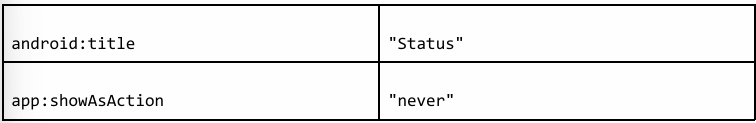 android:title "Status"
app:showAsAction "never"